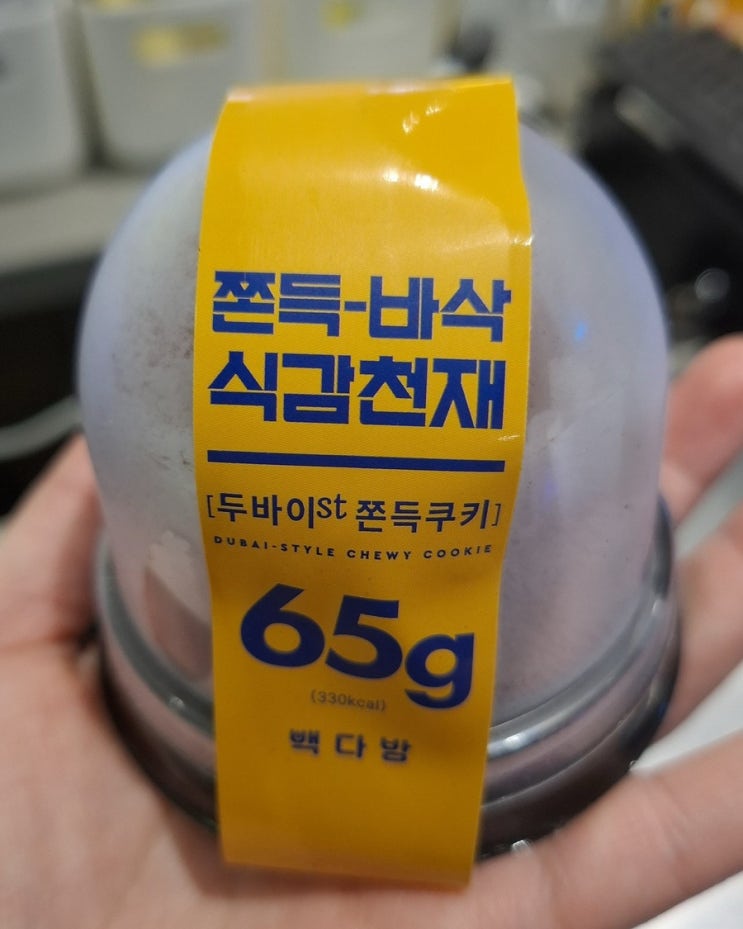 쫀득-바삭
식감천재
[두바이st 쫀득쿠키]
DUBAI-STYLE CHEWY COOKIE
65g
(330kcal)
빽다방